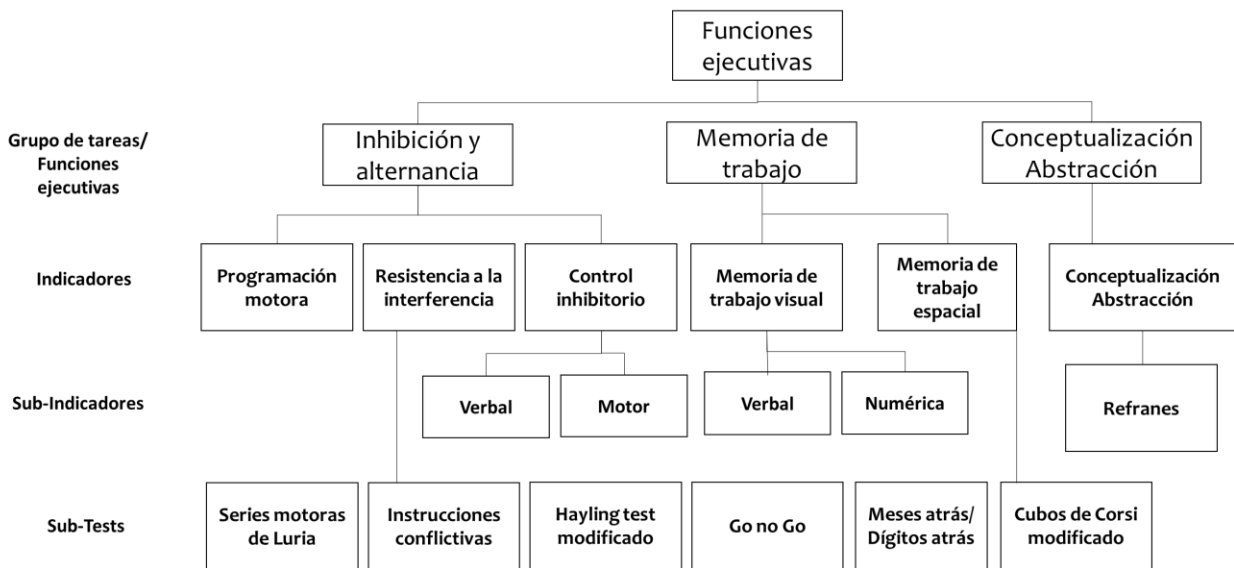 Funciones
ejecutivas
Grupo de tareas/
Funciones
ejecutivas
Inhibición y
alternancia
Memoria de
trabajo
Conceptualización
Abstracción
Indicadores
Programación
motora
Resistencia a la
interferencia
Control
inhibitorio
Memoria de
trabajo visual
Memoria de
trabajo
espacial
Conceptualización
Abstracción
Sub-Indicadores
Verbal
Motor
Verbal
Numérica
Refranes
Sub-Tests
Series motoras
de Luria
Instrucciones
conflictivas
Hayling test
modificado
Go no Go
Meses atrás/
Dígitos atrás
Cubos de Corsi
modificado